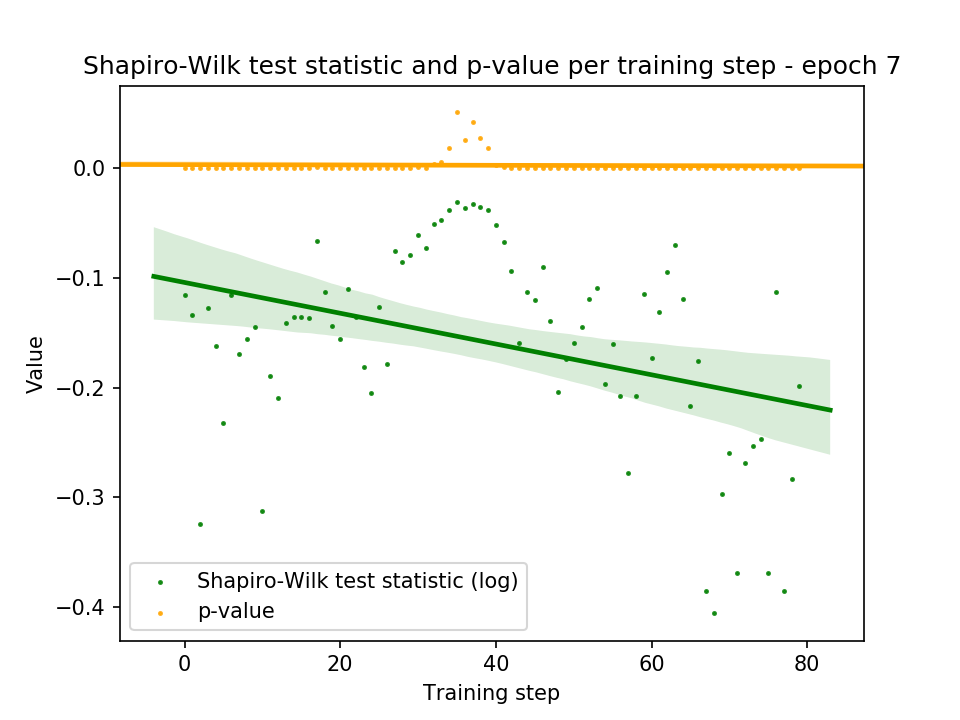 Shapiro-Wilk test statistic and p-value per training step - epoch 7
Value
0.0
−0.1
−0.2
−0.3
−0.4
Shapiro-Wilk test statistic (log)
p-value
0 20 40 60 80
Training step